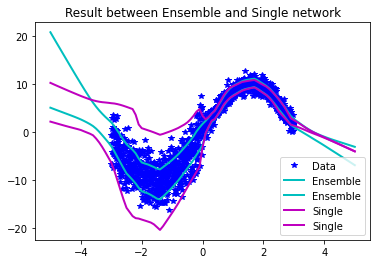 Result between Ensemble and Single network
20
10
0
−10
−20
−4
−2
0
2
4
Data
Ensemble
Ensemble
Single
Single